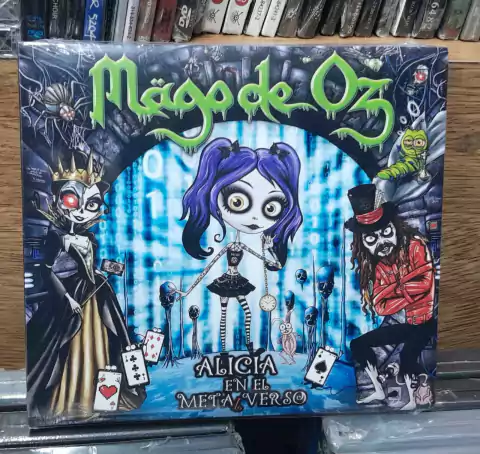 Mägo de Oz
ALICIA
EN EL
METAVERSO